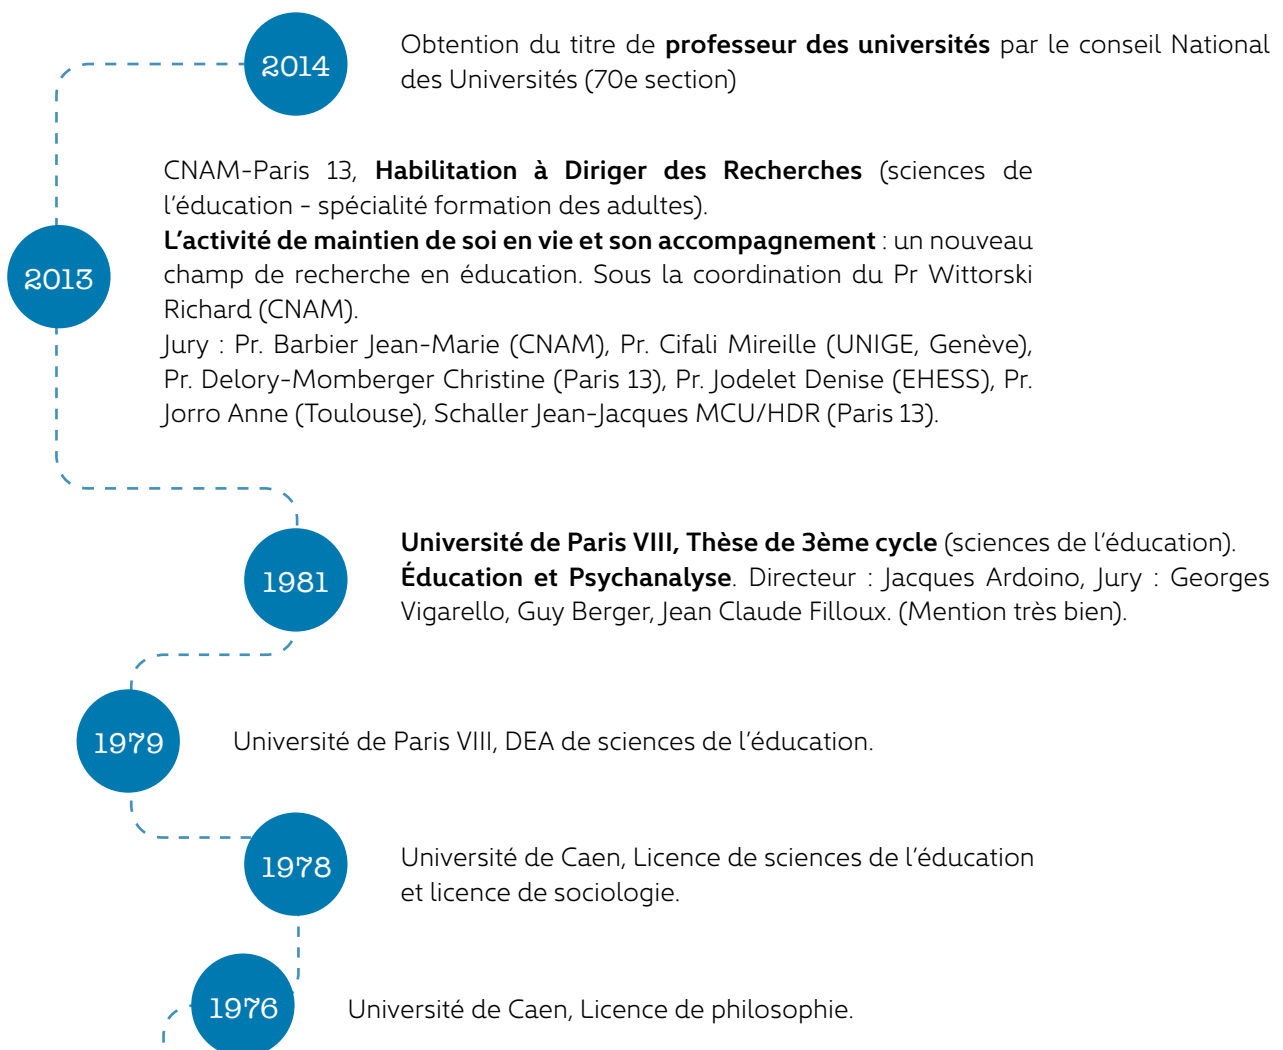 2014
Obtention du titre de professeur des universités par le conseil National
des Universités (70e section)
2013
CNAM-Paris 13, Habilitation à Diriger des Recherches (sciences de
l’éducation - spécialité formation des adultes).
L’activité de maintien de soi en vie et son accompagnement : un nouveau
champ de recherche en éducation. Sous la coordination du Pr Wittorski
Richard (CNAM).
Jury : Pr. Barbier Jean-Marie (CNAM), Pr. Cifali Mireille (UNIGE, Genève),
Pr. Delory-Momberger Christine (Paris 13), Pr. Jodelet Denise (EHESS), Pr.
Jorro Anne (Toulouse), Schaller Jean-Jacques MCU/HDR (Paris 13).
1981
Université de Paris VIII, Thèse de 3ème cycle (sciences de l’éducation).
Éducation et Psychanalyse. Directeur : Jacques Ardoino, Jury : Georges
Vigarello, Guy Berger, Jean Claude Filloux. (Mention très bien).
1979
Université de Paris VIII, DEA de sciences de l’éducation.
1978
Université de Caen, Licence de sciences de l’éducation
et licence de sociologie.
1976
Université de Caen, Licence de philosophie.